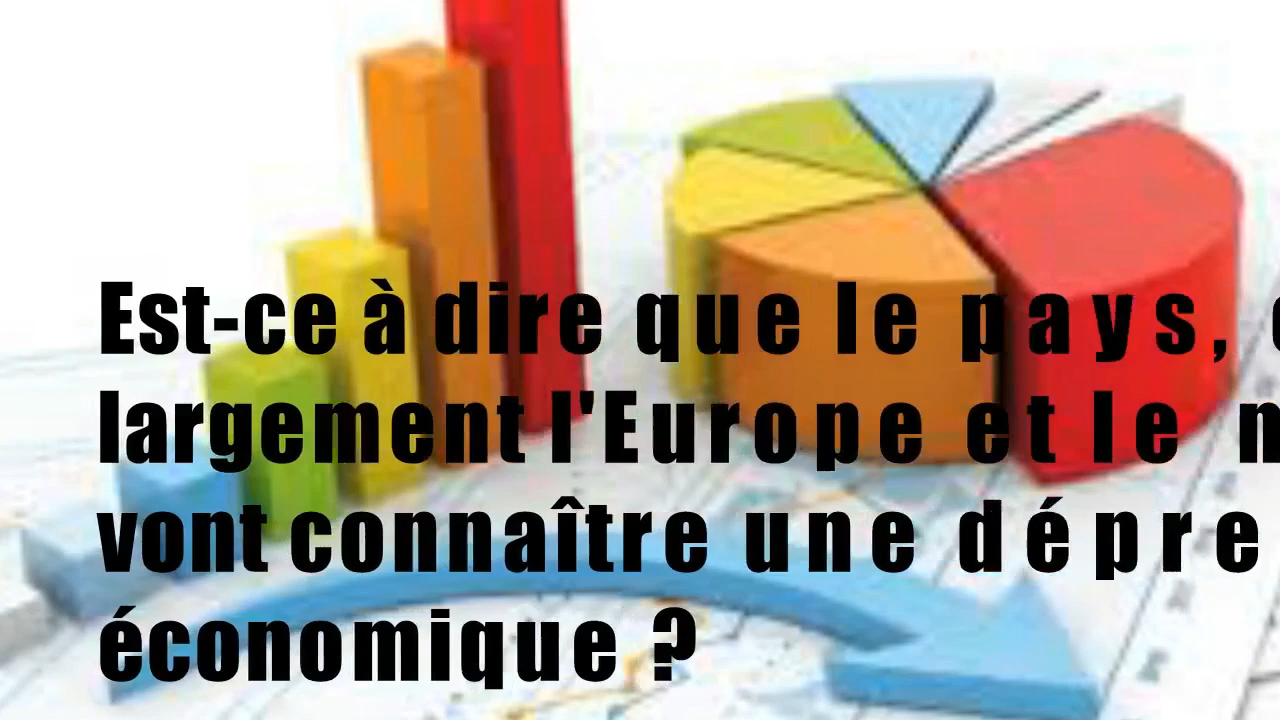 Est-ce à dire que le pays,
largement l'Europe et le
vont connaître une dépre
économique ?